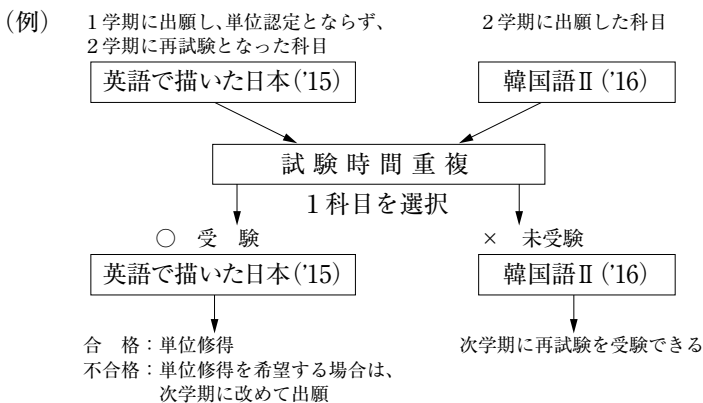 (例) 1学期に出願し、単位認定とならず、 2学期に出願した科目
2学期に再試験となった科目
英語で描いた日本('15) 韓国語Ⅱ('16)
試験時間重複
1科目を選択
○ 受 験 × 未受験
英語で描いた日本('15) 韓国語Ⅱ('16)
合 格:単位修得 次学期に再試験を受験できる
不合格:単位修得を希望する場合は、
次学期に改めて出願